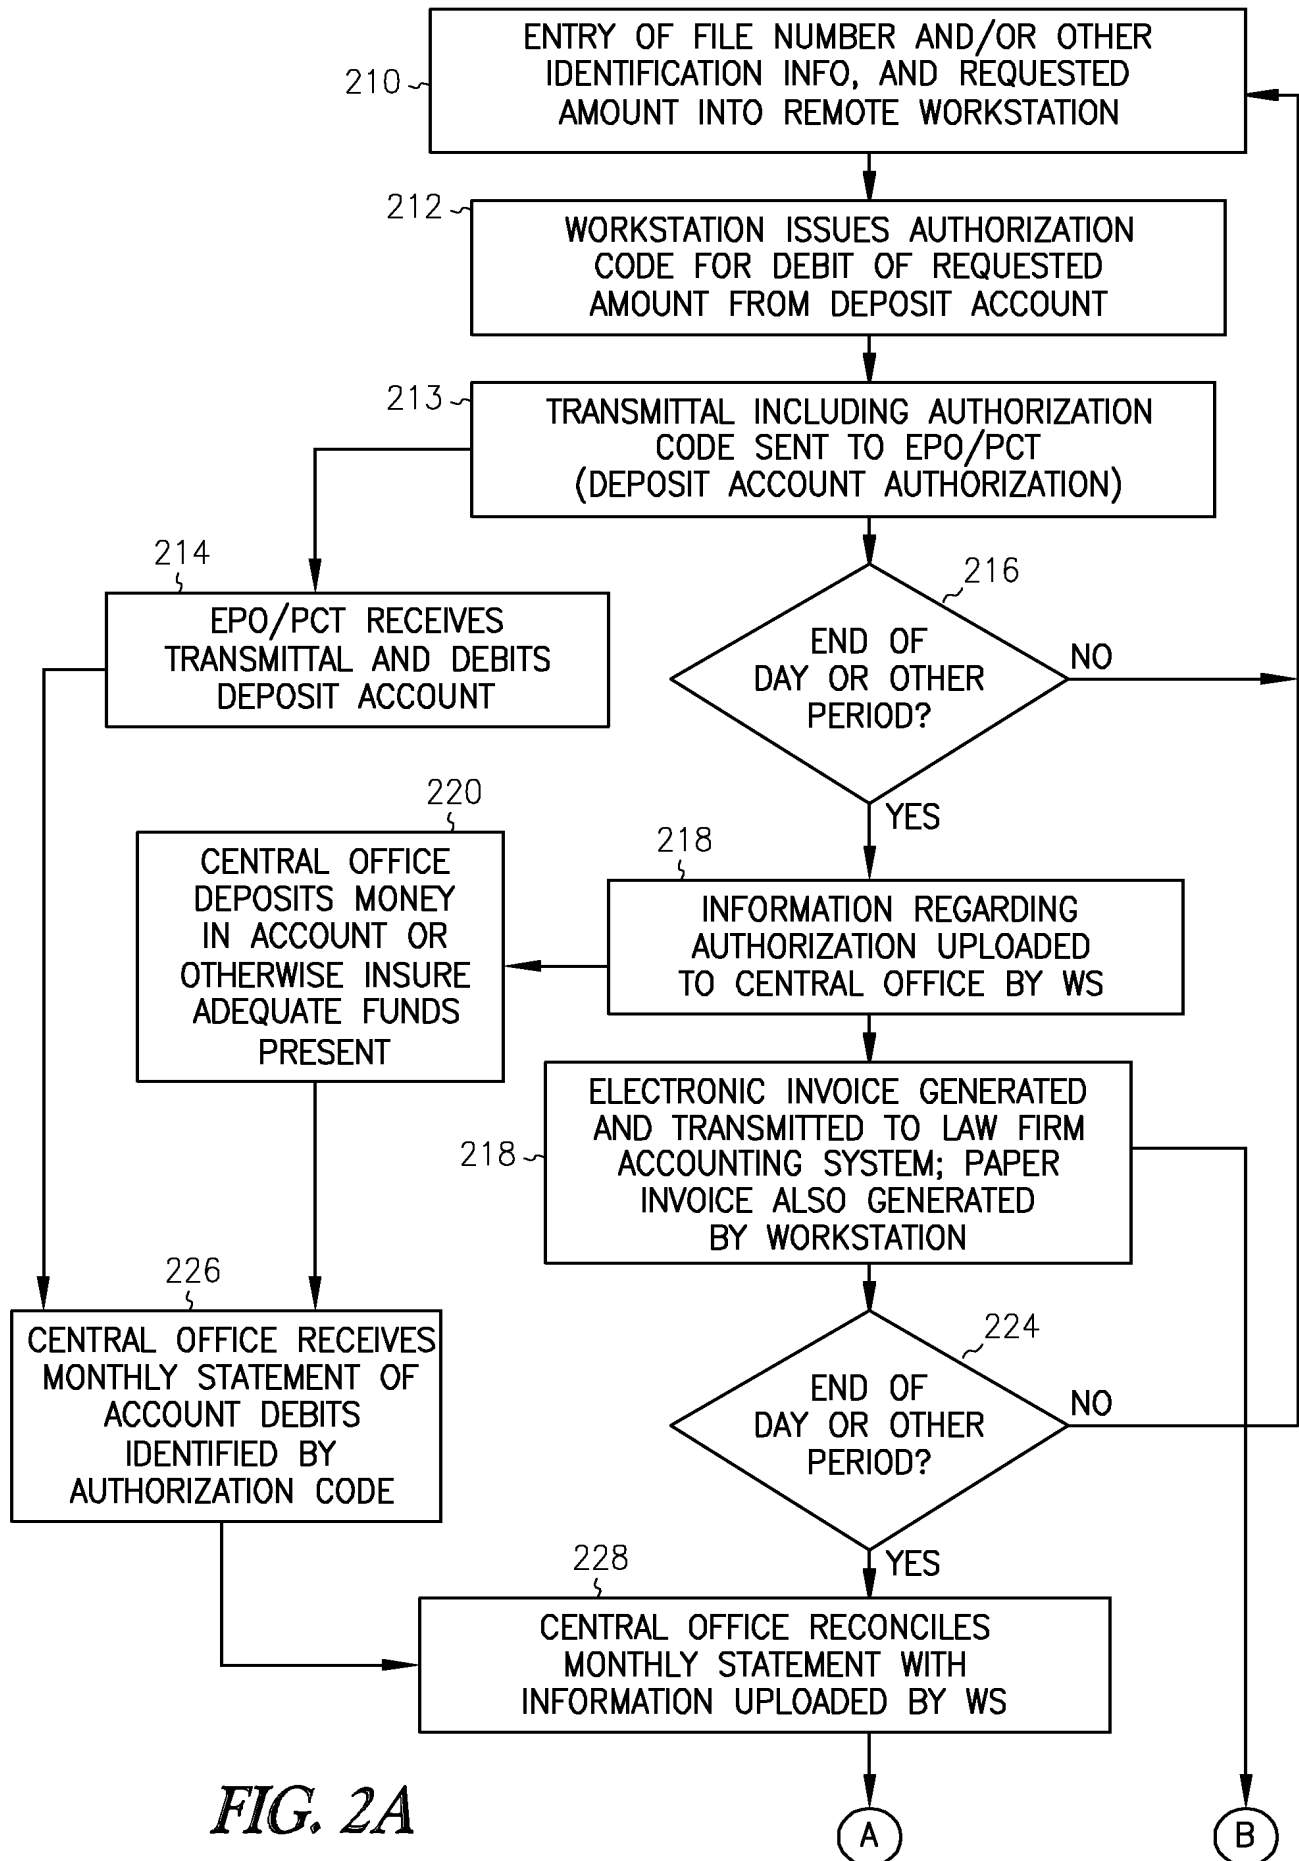 210
ENTRY OF FILE NUMBER AND/OR OTHER
IDENTIFICATION INFO, AND REQUESTED
AMOUNT INTO REMOTE WORKSTATION
212
WORKSTATION ISSUES AUTHORIZATION
CODE FOR DEBIT OF REQUESTED
AMOUNT FROM DEPOSIT ACCOUNT
213
TRANSMITTAL INCLUDING AUTHORIZATION
CODE SENT TO EPO/PCT
(DEPOSIT ACCOUNT AUTHORIZATION)
214
EPO/PCT RECEIVES
TRANSMITTAL AND DEBITS
DEPOSIT ACCOUNT
216
END OF
DAY OR OTHER
PERIOD?
NO
YES
220
CENTRAL OFFICE
DEPOSITS MONEY
IN ACCOUNT OR
OTHERWISE INSURE
ADEQUATE FUNDS
PRESENT
218
INFORMATION REGARDING
AUTHORIZATION UPLOADED
TO CENTRAL OFFICE BY WS
218
ELECTRONIC INVOICE GENERATED
AND TRANSMITTED TO LAW FIRM
ACCOUNTING SYSTEM; PAPER
INVOICE ALSO GENERATED
BY WORKSTATION
226
CENTRAL OFFICE RECEIVES
MONTHLY STATEMENT OF
ACCOUNT DEBITS
IDENTIFIED BY
AUTHORIZATION CODE
224
END OF
DAY OR OTHER
PERIOD?
NO
YES
228
CENTRAL OFFICE RECONCILES
MONTHLY STATEMENT WITH
INFORMATION UPLOADED BY WS
FIG. 2A
A
B